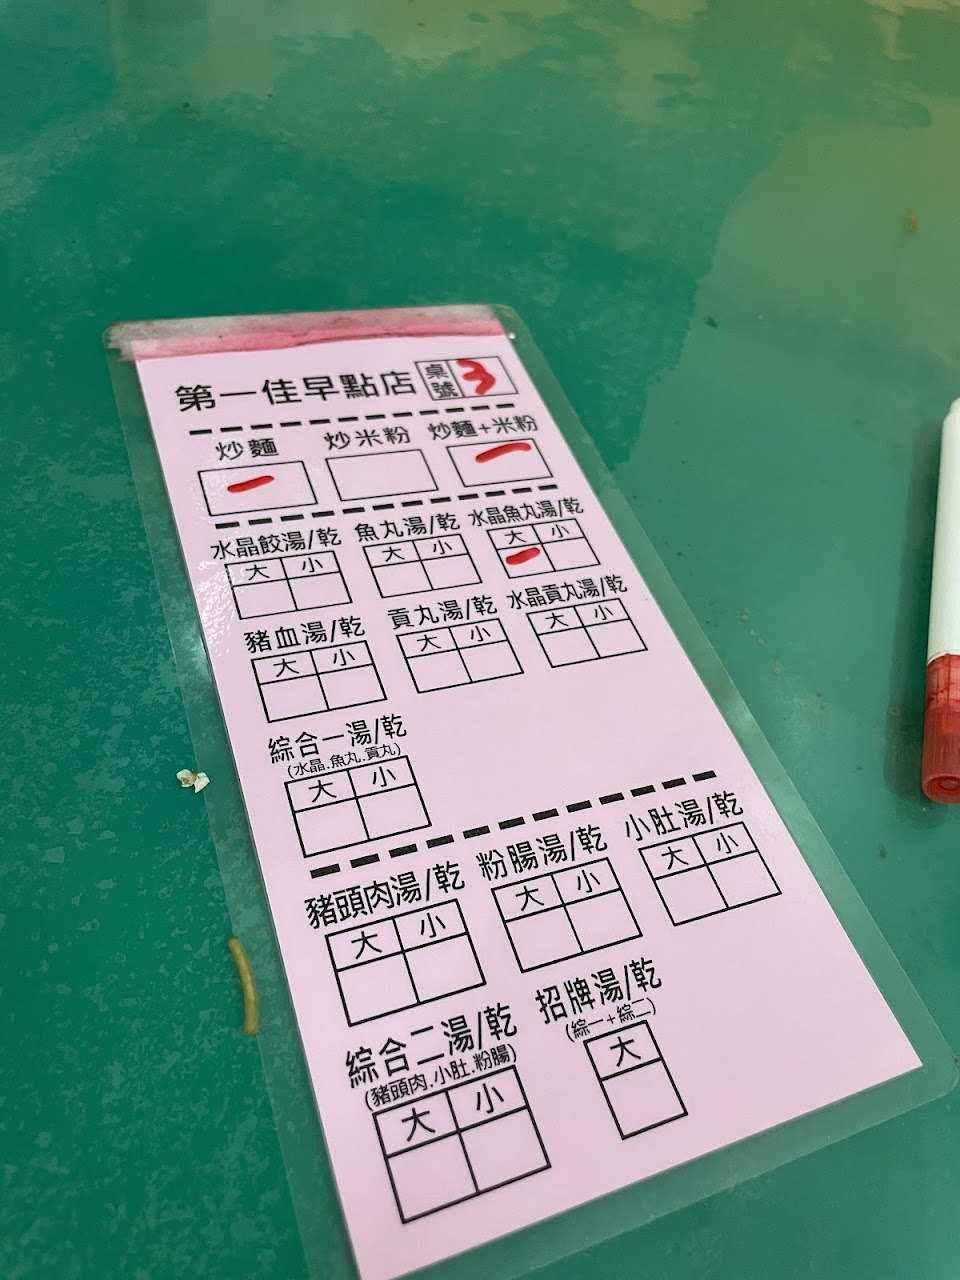 第一佳早點店 桌號 3
炒麵 炒米粉 炒麵+米粉
一 一
水晶餃湯/乾 魚丸湯/乾 水晶魚丸湯/乾
大 小 大 小 大 小
一
豬血湯/乾 貢丸湯/乾 水晶貢丸湯/乾
大 小 大 小 大 小
綜合一湯/乾
(水晶.魚丸.貢丸)
大 小
豬頭肉湯/乾 粉腸湯/乾 小肚湯/乾
大 小 大 小 大 小
綜合二湯/乾 招牌湯/乾
(豬頭肉.小肚.粉腸) (綜一+綜二)
大 小 大